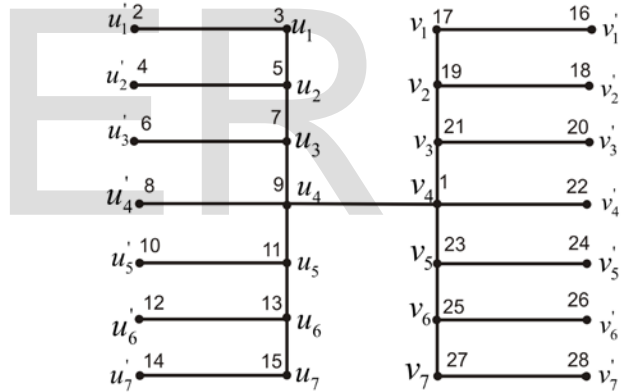 u'1 2 3 u1 v1 17 16 v'1
u'2 4 5 u2 v2 19 18 v'2
u'3 6 7 u3 v3 21 20 v'3
u'4 8 9 u4 v4 1 22 v'4
u'5 10 11 u5 v5 23 24 v'5
u'6 12 13 u6 v6 25 26 v'6
u'7 14 15 u7 v7 27 28 v'7
ER